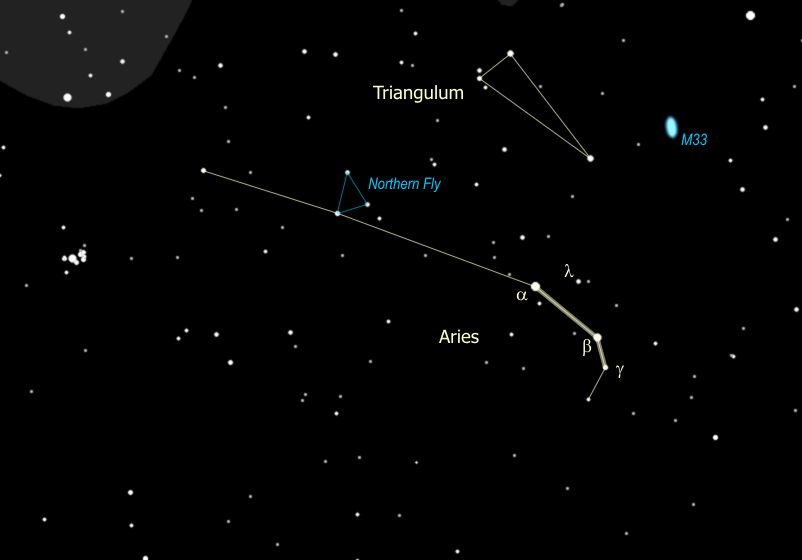 Triangulum
M33
Northern Fly
λ
α
Aries
β
γ